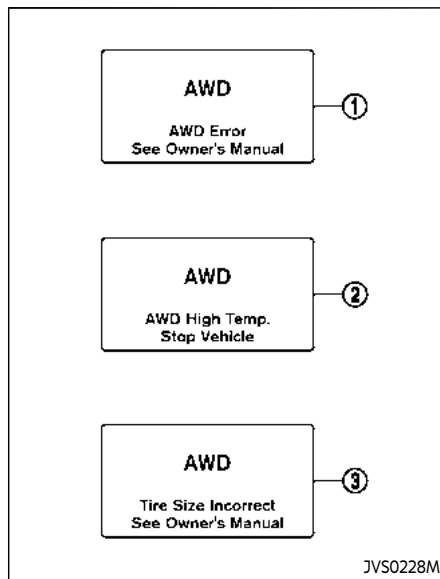 AWD
AWD Error
See Owner's Manual
①
AWD
AWD High Temp.
Stop Vehicle
②
AWD
Tire Size Incorrect
See Owner's Manual
③
JVS0228M